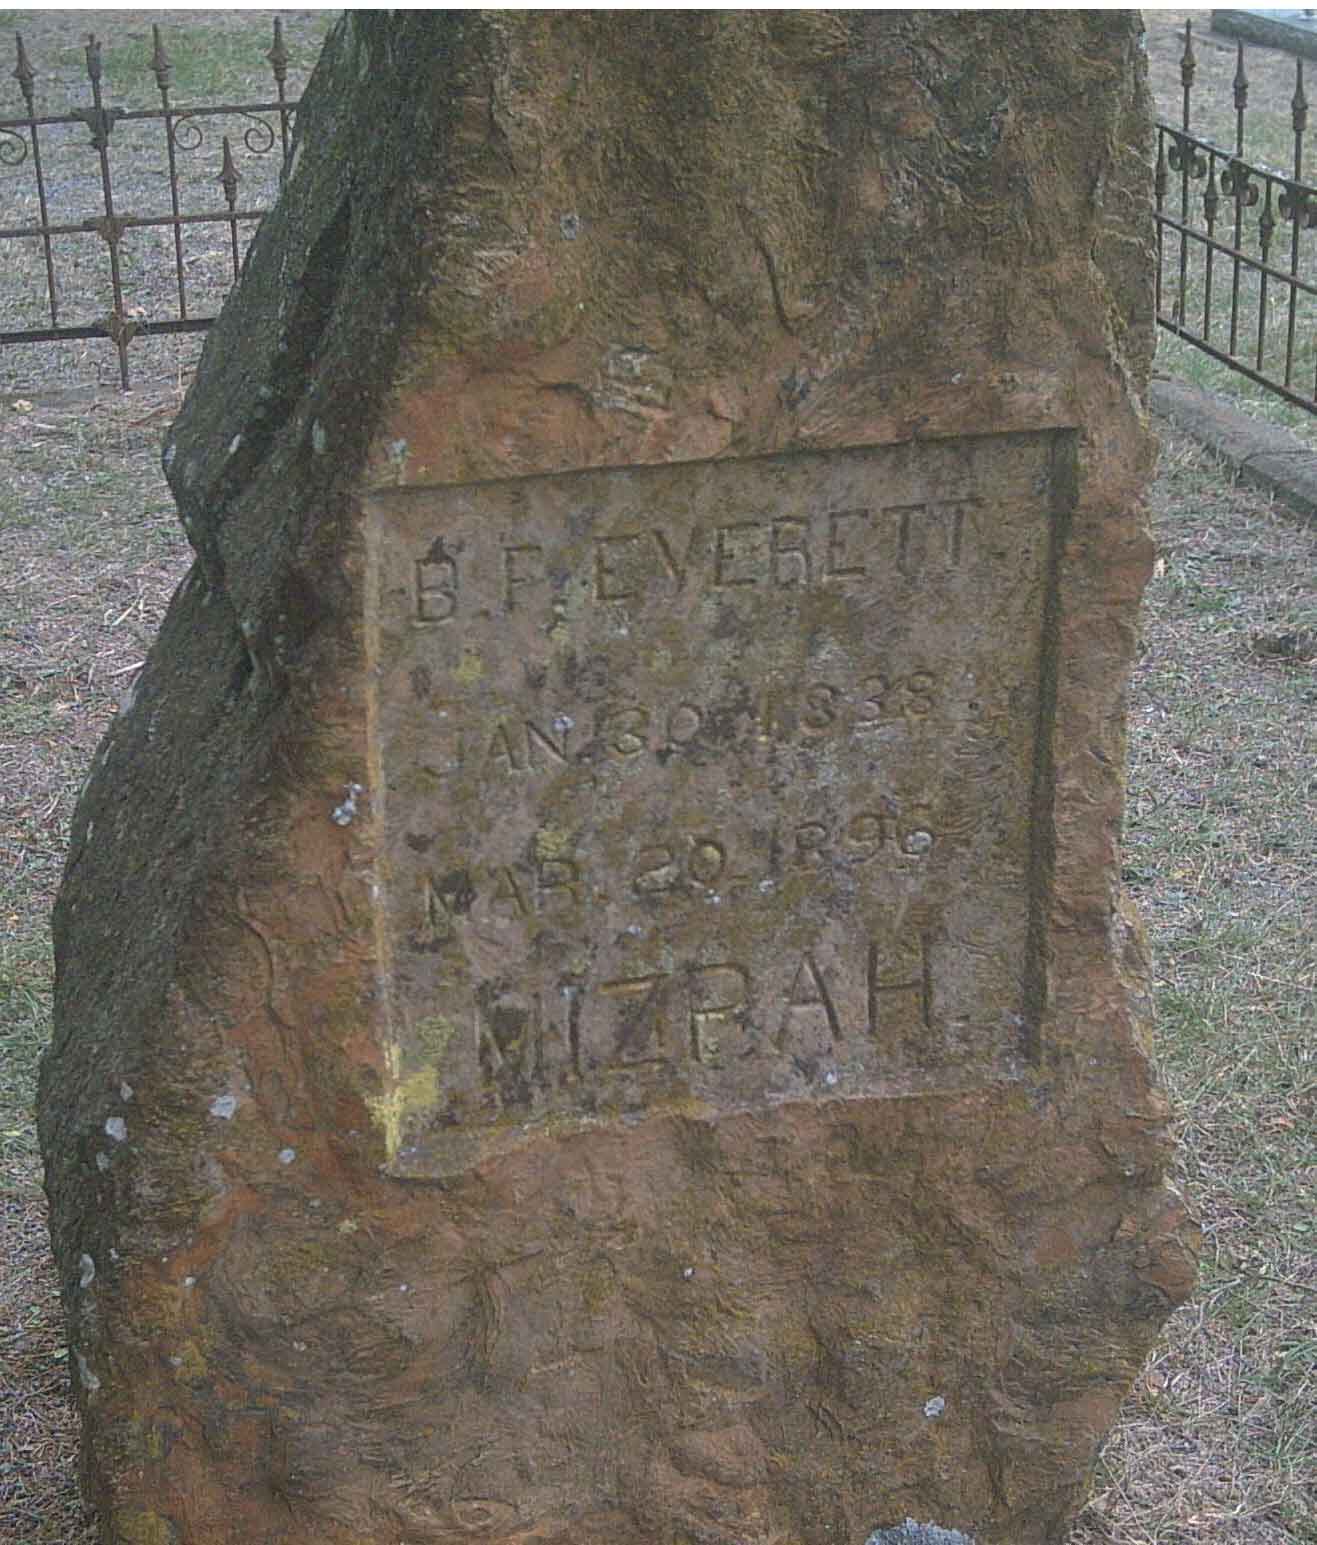 B. F. EVERETT
JAN. 30. 1838
MAR. 20. 1896
MIZPAH